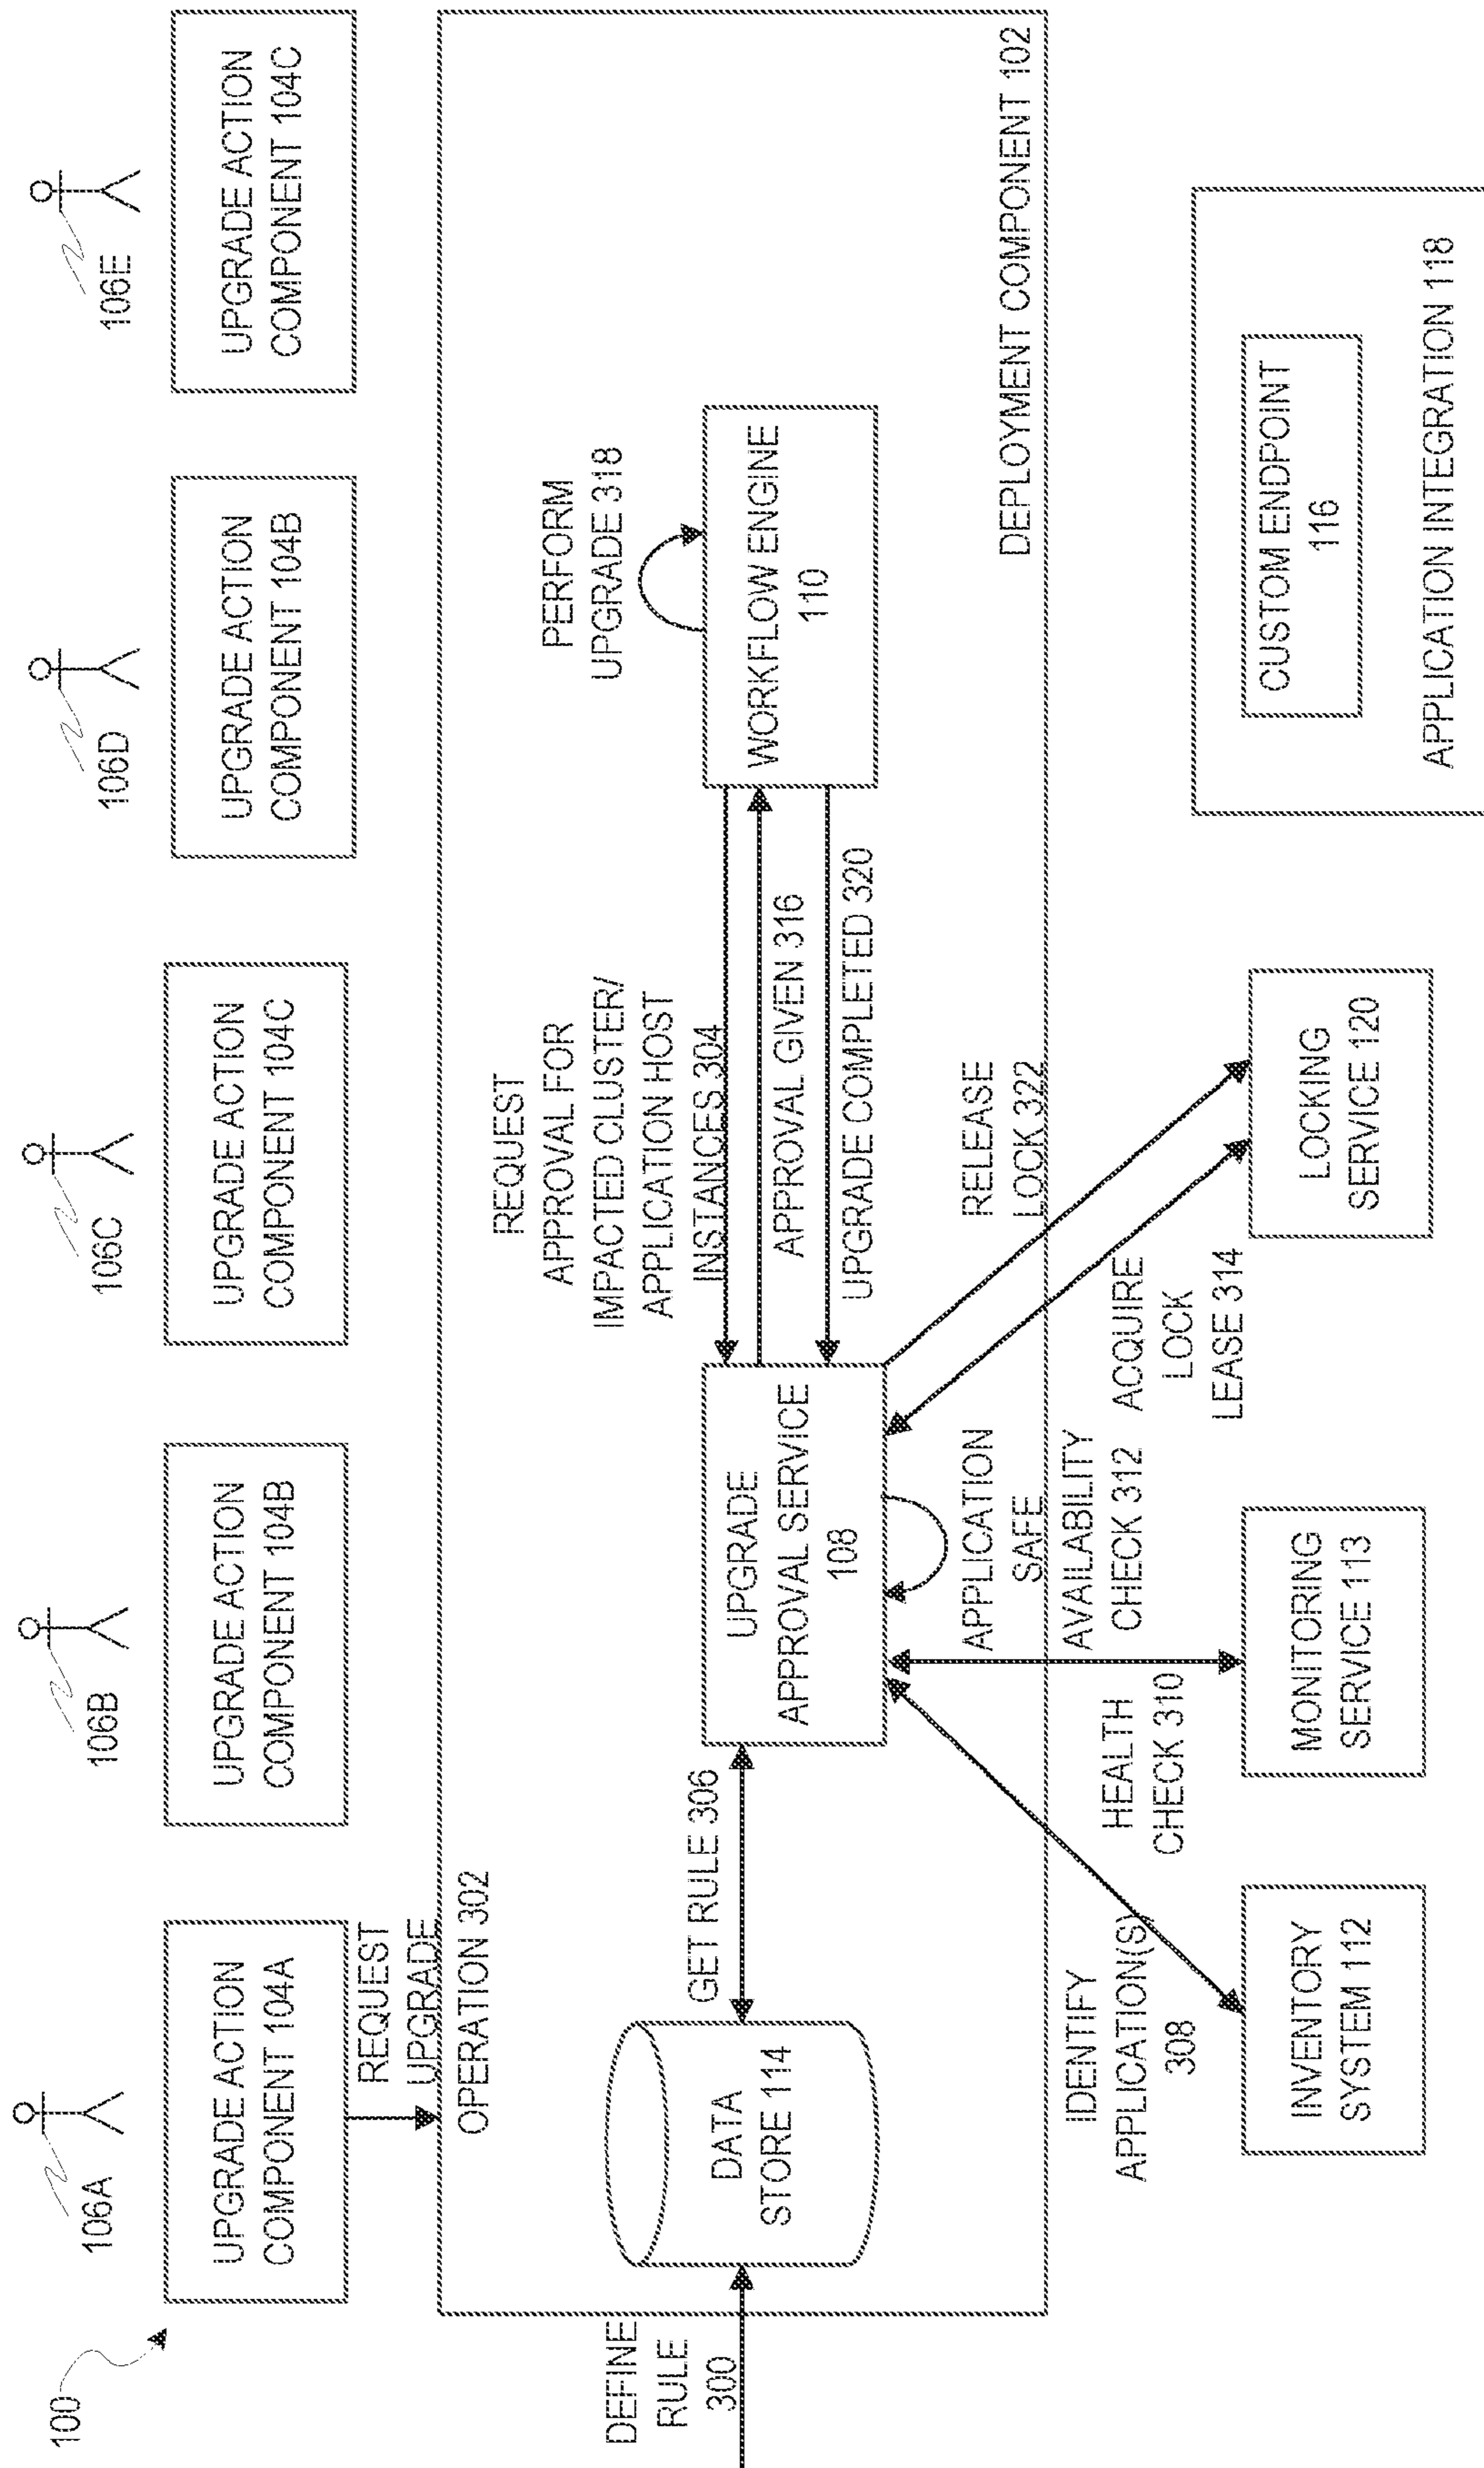 100
106A
106B
106C
106D
106E
UPGRADE ACTION
COMPONENT 104A
UPGRADE ACTION
COMPONENT 104B
UPGRADE ACTION
COMPONENT 104C
UPGRADE ACTION
COMPONENT 104B
UPGRADE ACTION
COMPONENT 104C
REQUEST
UPGRADE
OPERATION 302
DEFINE
RULE
300
DATA
STORE 114
GET RULE 306
UPGRADE
APPROVAL SERVICE
108
REQUEST
APPROVAL FOR
IMPACTED CLUSTER/
APPLICATION HOST
INSTANCES 304
APPROVAL GIVEN 316
UPGRADE COMPLETED 320
PERFORM
UPGRADE 318
WORKFLOW ENGINE
110
DEPLOYMENT COMPONENT 102
IDENTIFY
APPLICATION(S)
308
HEALTH
CHECK 310
APPLICATION
SAFE
AVAILABILITY
CHECK 312
ACQUIRE
LOCK
LEASE 314
RELEASE
LOCK 322
INVENTORY
SYSTEM 112
MONITORING
SERVICE 113
LOCKING
SERVICE 120
CUSTOM ENDPOINT
116
APPLICATION INTEGRATION 118